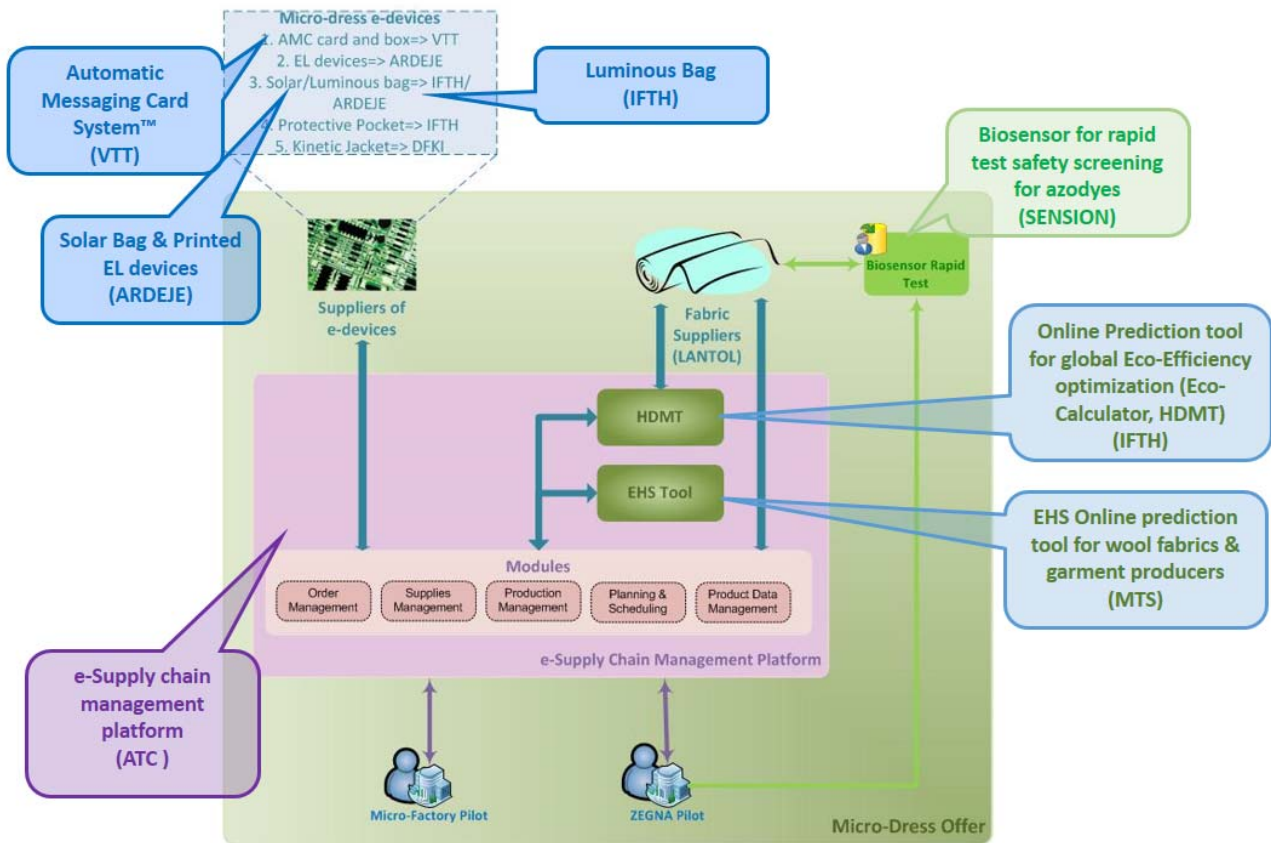 Micro-dress e-devices
1. AMC card and box=> VTT
2. EL devices=> ARDEJE
3. Solar/Luminous bag=> IFTH/
ARDEJE
4. Protective Pocket=> IFTH
5. Kinetic Jacket=> DFKI
Automatic
Messaging Card
System™
(VTT)
Luminous Bag
(IFTH)
Biosensor for rapid
test safety screening
for azodyes
(SENSION)
Solar Bag & Printed
EL devices
(ARDEJE)
Suppliers of
e-devices
Fabric
Suppliers
(LANTOL)
Biosensor Rapid
Test
Online Prediction tool
for global Eco-Efficiency
optimization (Eco-
Calculator, HDMT)
(IFTH)
HDMT
EHS Tool
EHS Online prediction
tool for wool fabrics &
garment producers
(MTS)
Modules
Order
Management
Supplies
Management
Production
Management
Planning &
Scheduling
Product Data
Management
e-Supply Chain Management Platform
e-Supply chain
management
platform
(ATC )
Micro-Factory Pilot
ZEGNA Pilot
Micro-Dress Offer